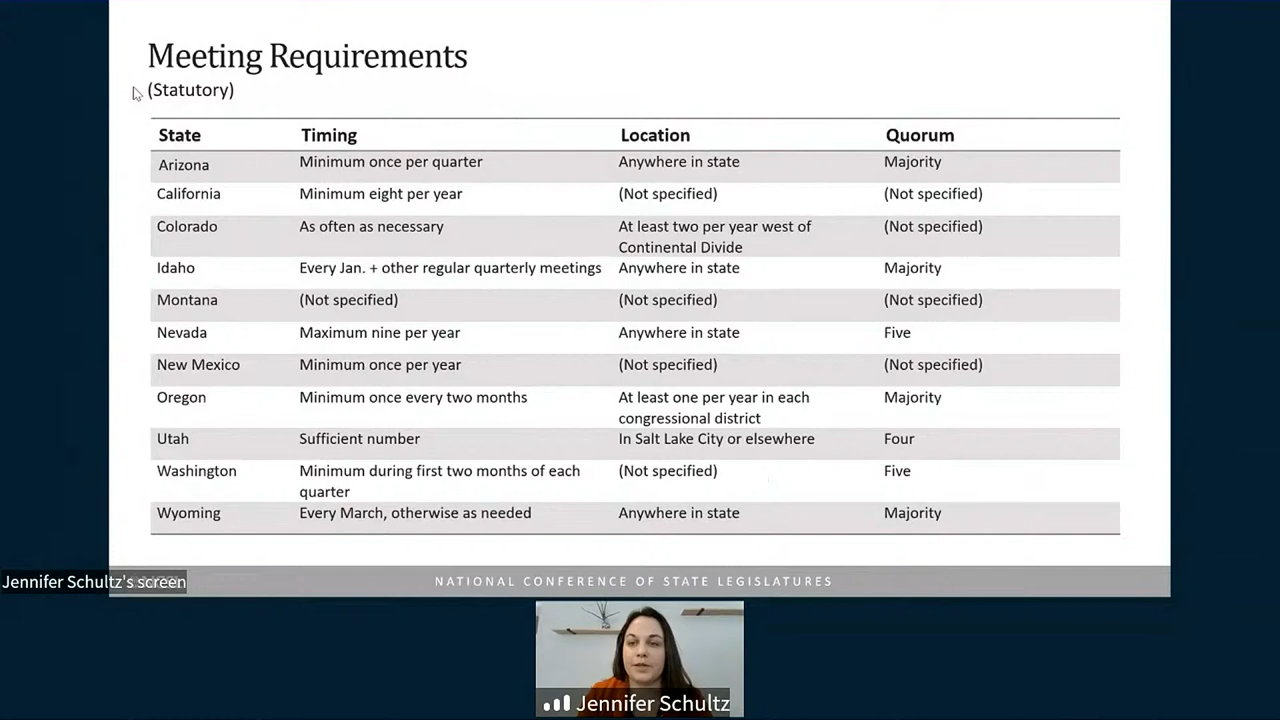 Meeting Requirements
(Statutory)
State Timing Location Quorum
Arizona Minimum once per quarter Anywhere in state Majority
California Minimum eight per year (Not specified) (Not specified)
Colorado As often as necessary At least two per year west of (Not specified)
Continental Divide
Idaho Every Jan. + other regular quarterly meetings Anywhere in state Majority
Montana (Not specified) (Not specified) (Not specified)
Nevada Maximum nine per year Anywhere in state Five
New Mexico Minimum once per year (Not specified) (Not specified)
Oregon Minimum once every two months At least one per year in each Majority
congressional district
Utah Sufficient number In Salt Lake City or elsewhere Four
Washington Minimum during first two months of each (Not specified) Five
quarter
Wyoming Every March, otherwise as needed Anywhere in state Majority
Jennifer Schultz's screen
NATIONAL CONFERENCE OF STATE LEGISLATURES
Jennifer Schultz